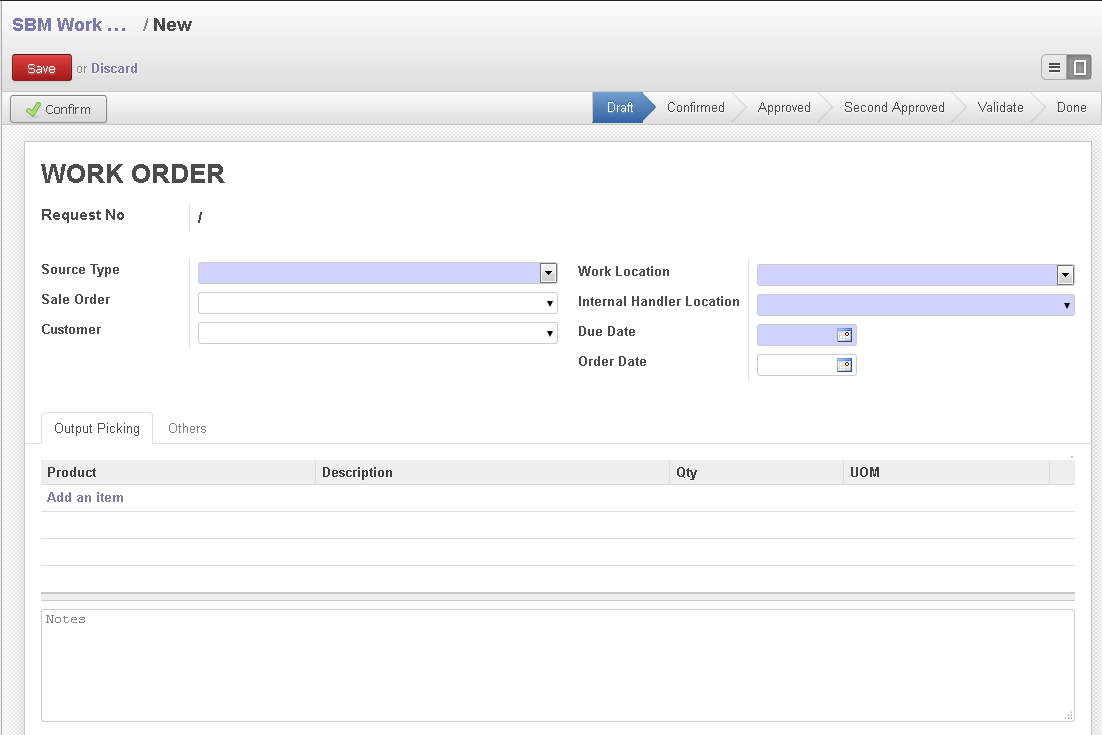 SBM Work ... / New
Save or Discard
Confirm Draft Confirmed Approved Second Approved Validate Done
WORK ORDER
Request No /
Source Type Work Location
Sale Order Internal Handler Location
Customer Due Date
Order Date
Output Picking Others
Product Description Qty UOM
Add an item
Notes